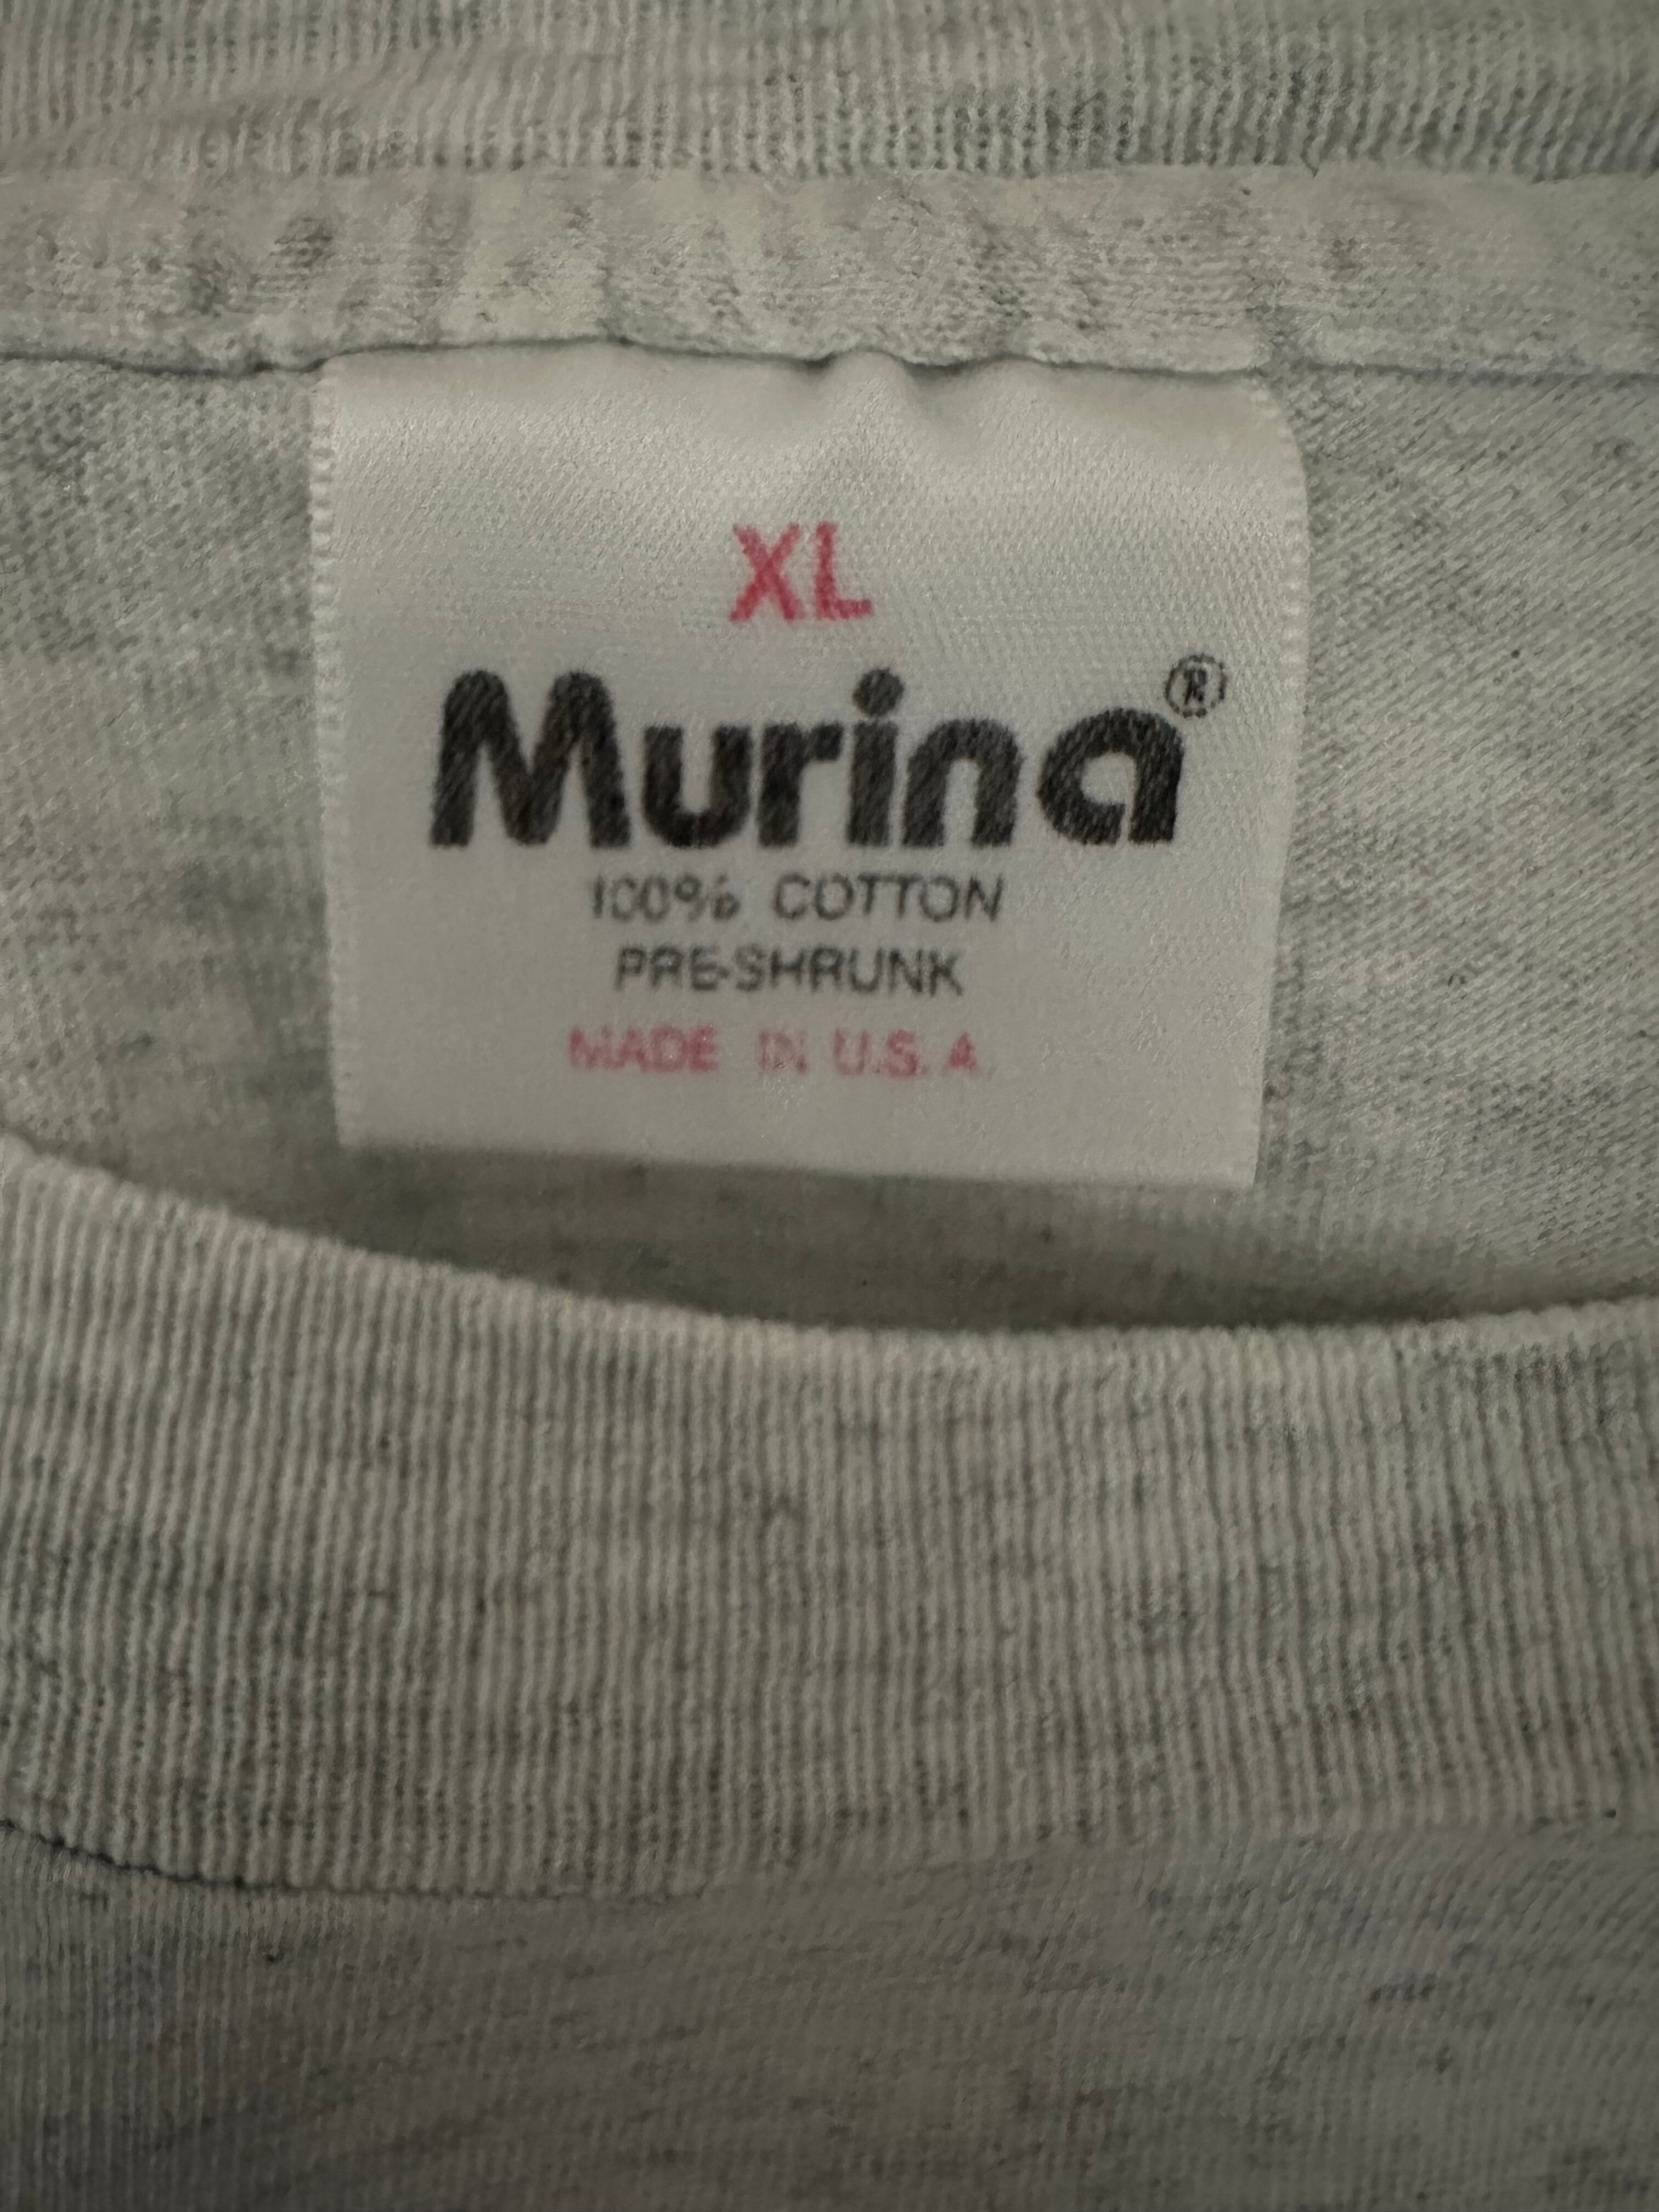 XL
Murina®
100% COTTON
PRE-SHRUNK
MADE IN U.S.A.